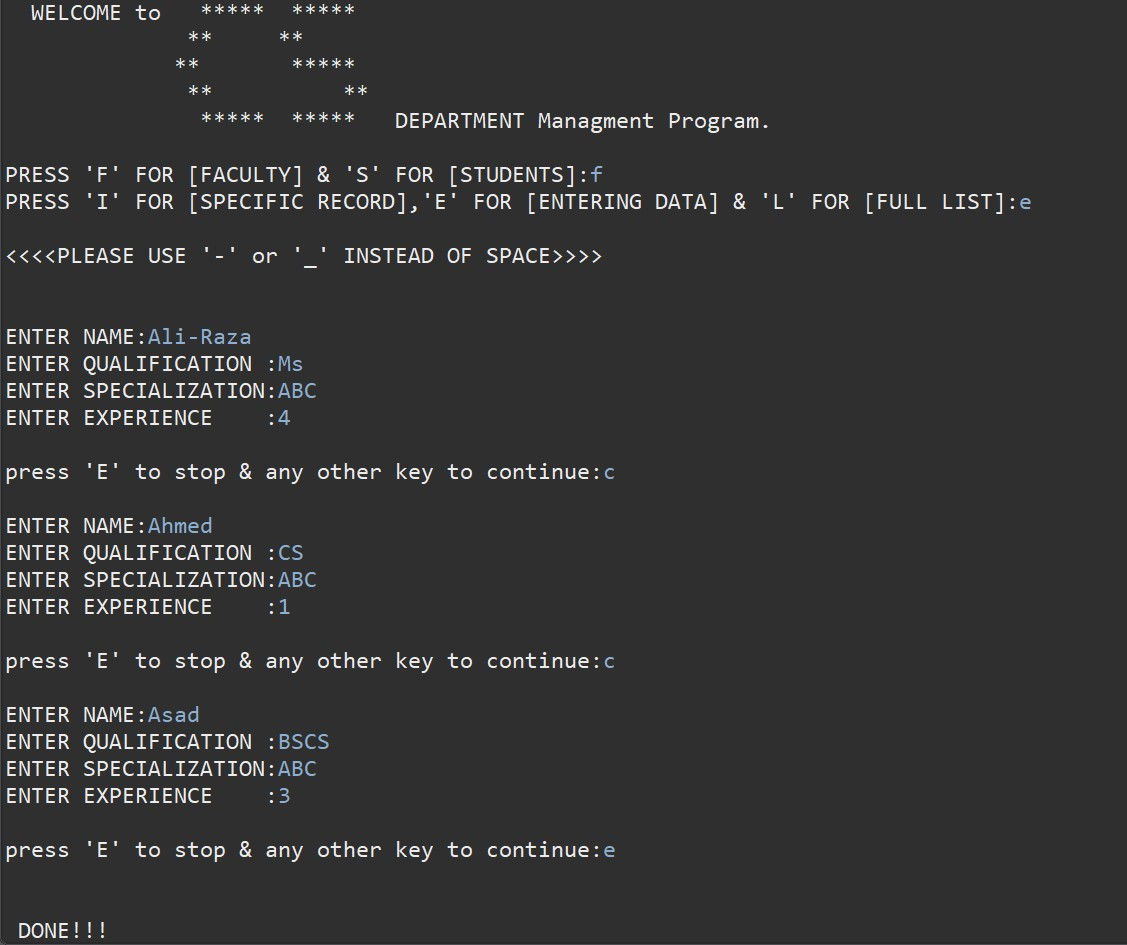 WELCOME to   *****  *****
**     **
**       *****
**          **
*****  *****   DEPARTMENT Managment Program.
PRESS 'F' FOR [FACULTY] & 'S' FOR [STUDENTS]:f
PRESS 'I' FOR [SPECIFIC RECORD],'E' FOR [ENTERING DATA] & 'L' FOR [FULL LIST]:e
<<<<PLEASE USE '-' or '_' INSTEAD OF SPACE>>>>
ENTER NAME:Ali-Raza
ENTER QUALIFICATION :Ms
ENTER SPECIALIZATION:ABC
ENTER EXPERIENCE    :4
press 'E' to stop & any other key to continue:c
ENTER NAME:Ahmed
ENTER QUALIFICATION :CS
ENTER SPECIALIZATION:ABC
ENTER EXPERIENCE    :1
press 'E' to stop & any other key to continue:c
ENTER NAME:Asad
ENTER QUALIFICATION :BSCS
ENTER SPECIALIZATION:ABC
ENTER EXPERIENCE    :3
press 'E' to stop & any other key to continue:e
DONE!!!